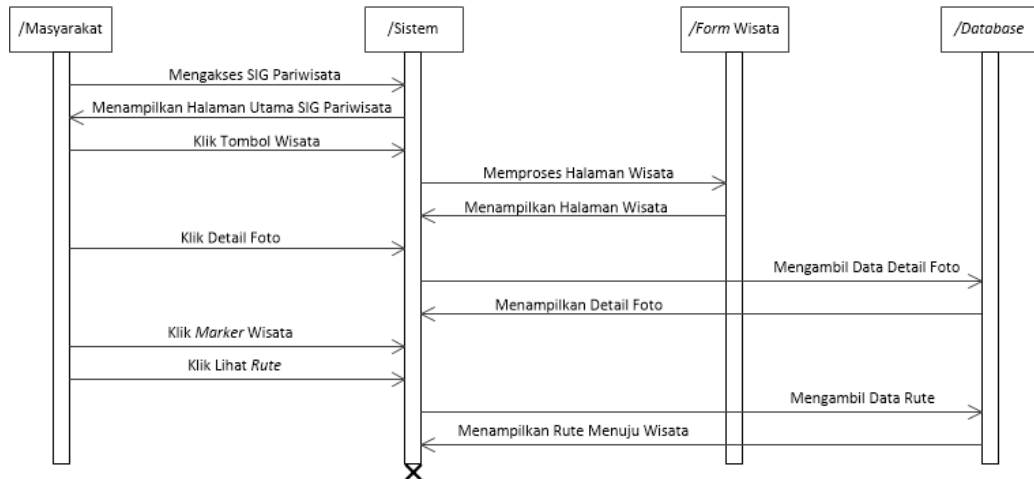 /Masyarakat
/Sistem
/Form Wisata
/Database
Mengakses SIG Pariwisata
Menampilkan Halaman Utama SIG Pariwisata
Klik Tombol Wisata
Memproses Halaman Wisata
Menampilkan Halaman Wisata
Klik Detail Foto
Mengambil Data Detail Foto
Menampilkan Detail Foto
Klik Marker Wisata
Klik Lihat Rute
Mengambil Data Rute
Menampilkan Rute Menuju Wisata